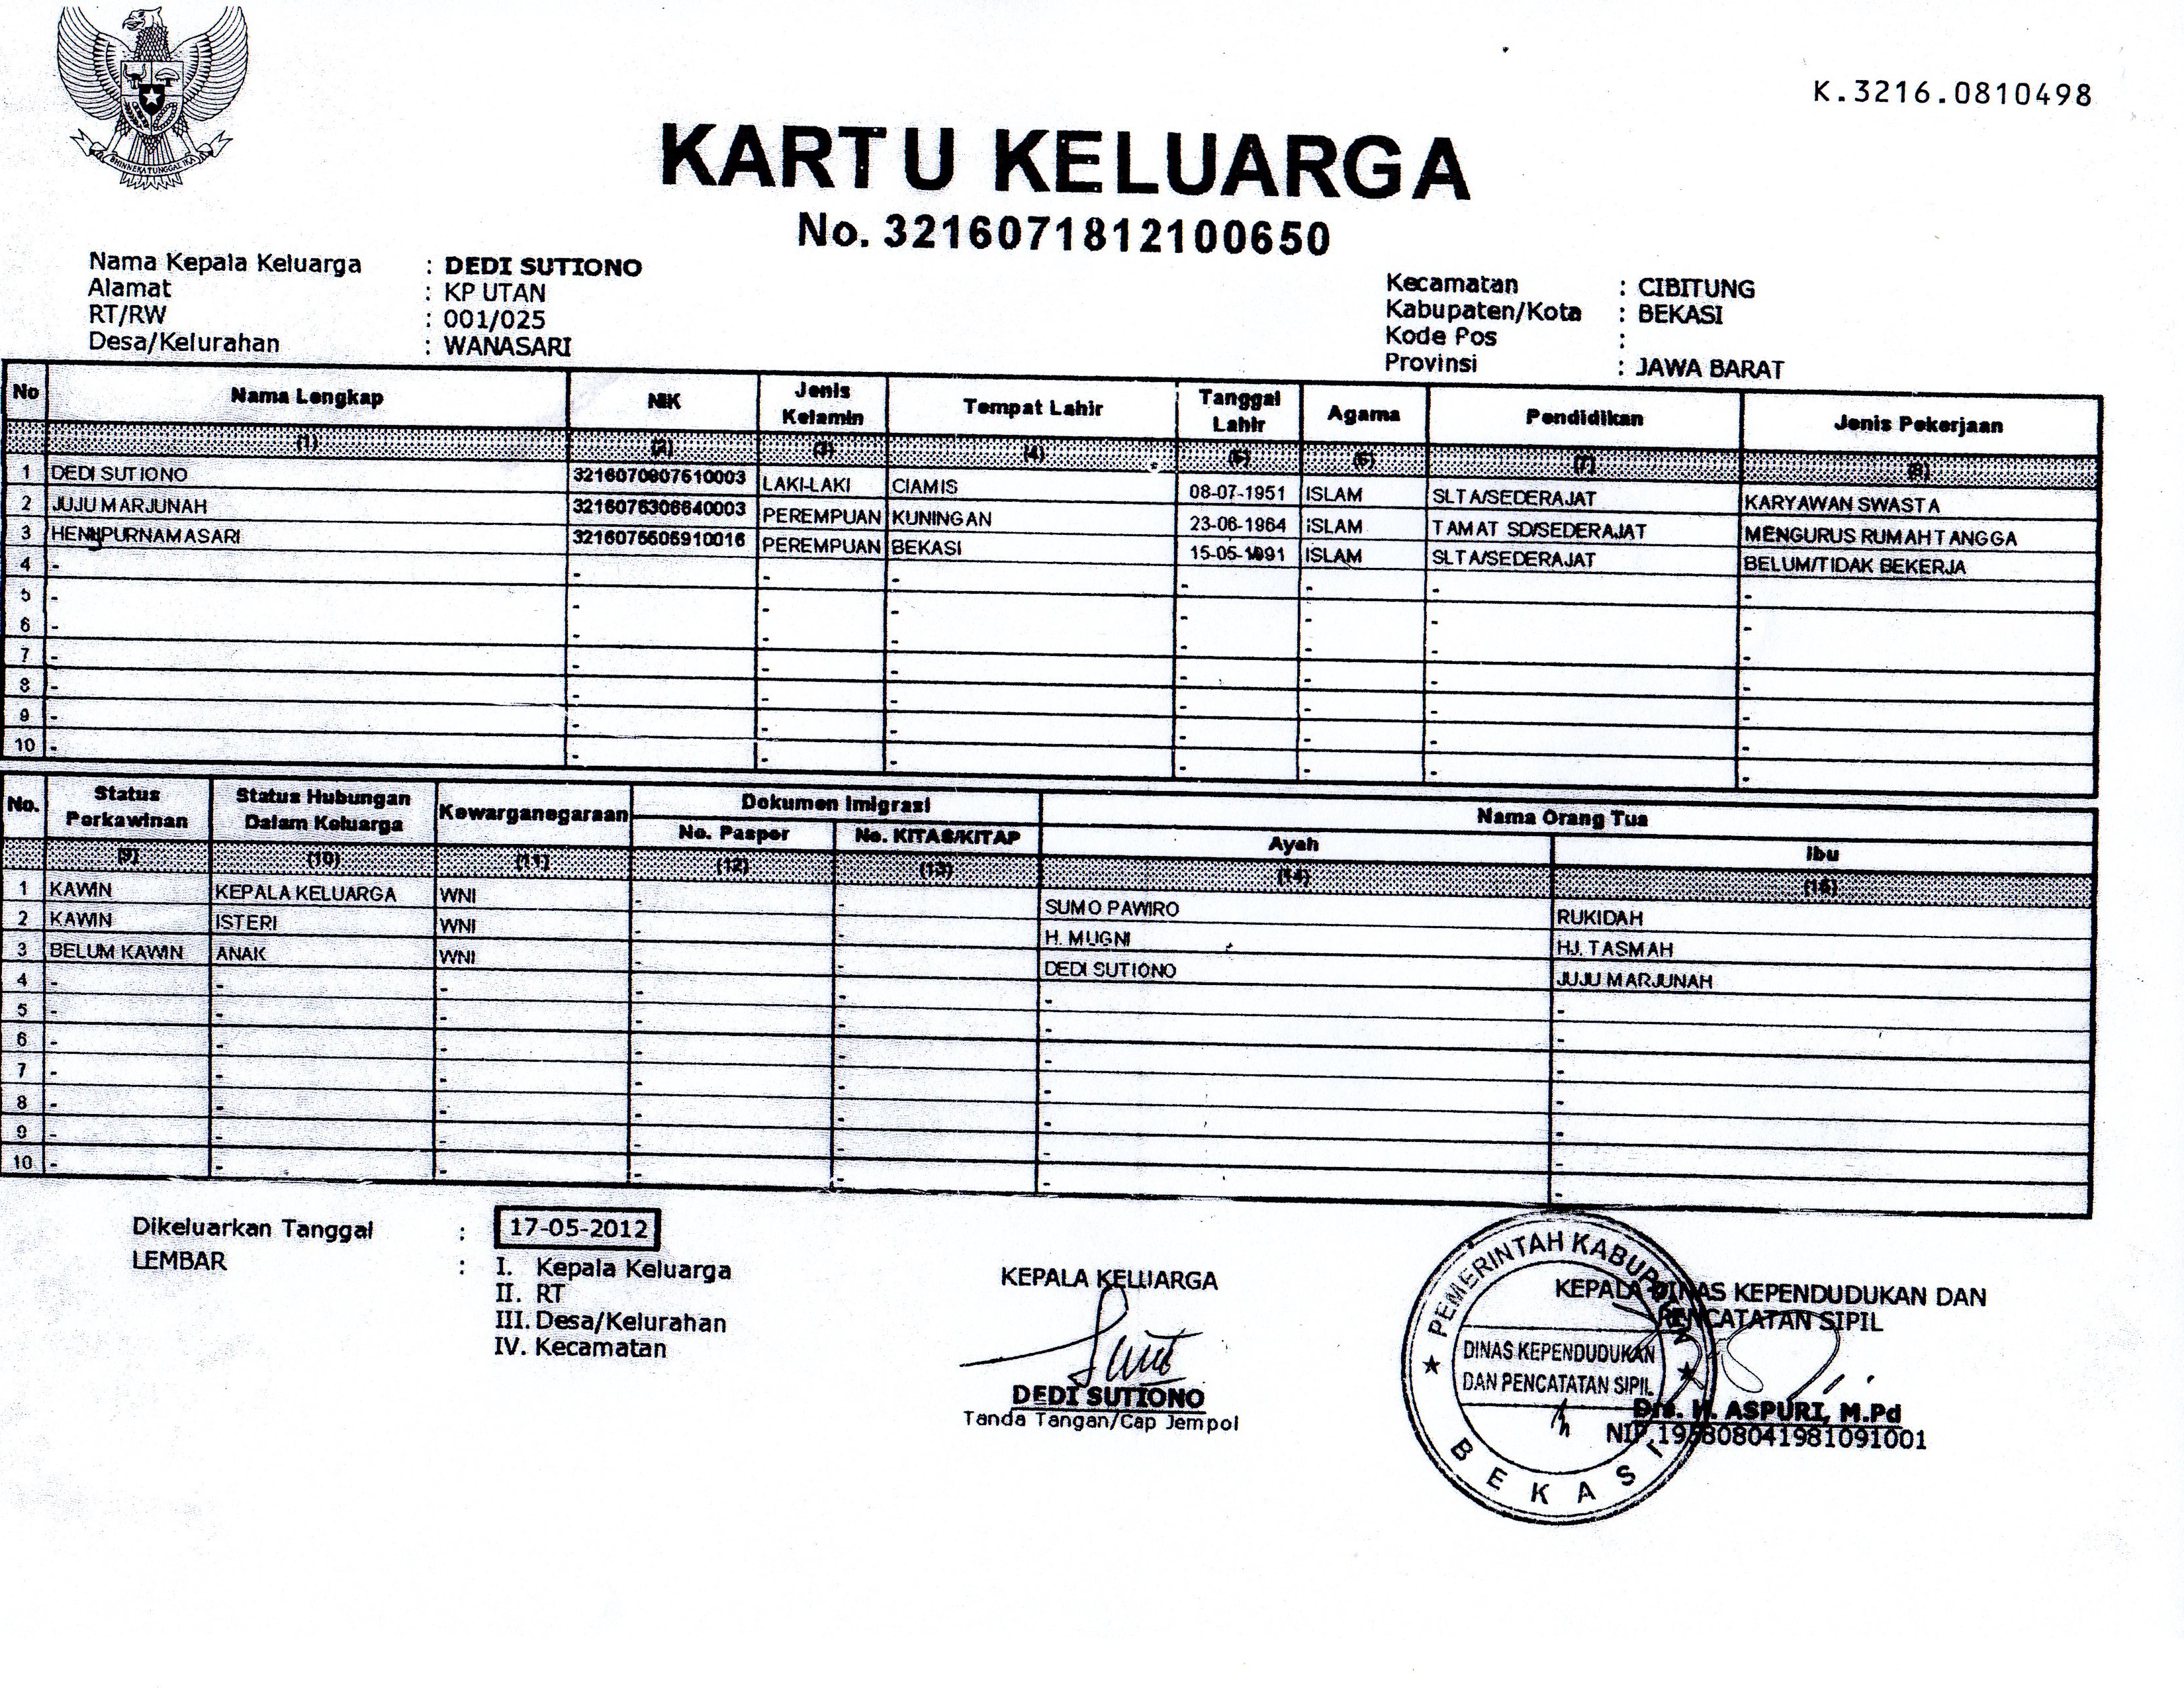 BHINNEKA TUNGGAL IKA
K.3216.0810498
KARTU KELUARGA
No. 3216071812100650
Nama Kepala Keluarga : DEDI SUTIONO
Alamat : KP UTAN
RT/RW : 001/025
Desa/Kelurahan : WANASARI
Kecamatan : CIBITUNG
Kabupaten/Kota : BEKASI
Kode Pos :
Provinsi : JAWA BARAT
No Nama Lengkap NIK Jenis Kelamin Tempat Lahir Tanggal Lahir Agama Pendidikan Jenis Pekerjaan
(1) (2) (3) (4) (5) (6) (7) (8)
1 DEDI SUTIONO 3216070807510003 LAKI-LAKI CIAMIS 08-07-1951 ISLAM SLTA/SEDERAJAT KARYAWAN SWASTA
2 JUJU MARJUNAH 3216076306640003 PEREMPUAN KUNINGAN 23-06-1964 ISLAM TAMAT SD/SEDERAJAT MENGURUS RUMAH TANGGA
3 HENY PURNAMASARI 3216075505910016 PEREMPUAN BEKASI 15-05-1991 ISLAM SLTA/SEDERAJAT BELUM/TIDAK BEKERJA
4 - - - - - - - -
5 - - - - - - - -
6 - - - - - - - -
7 - - - - - - - -
8 - - - - - - - -
9 - - - - - - - -
10 - - - - - - - -
No. Status Perkawinan Status Hubungan Dalam Keluarga Kewarganegaraan Dokumen Imigrasi Nama Orang Tua
No. Paspor No. KITAS/KITAP Ayah Ibu
(9) (10) (11) (12) (13) (14) (15)
1 KAWIN KEPALA KELUARGA WNI - - SUMO PAWIRO RUKIDAH
2 KAWIN ISTERI WNI - - H. MUGNI HJ. TASMAH
3 BELUM KAWIN ANAK WNI - - DEDI SUTIONO JUJU MARJUNAH
4 - - - - - - -
5 - - - - - - -
6 - - - - - - -
7 - - - - - - -
8 - - - - - - -
9 - - - - - - -
10 - - - - - - -
Dikeluarkan Tanggal : 17-05-2012
LEMBAR : I. Kepala Keluarga
II. RT
III. Desa/Kelurahan
IV. Kecamatan
KEPALA KELUARGA
DEDI SUTIONO
Tanda Tangan/Cap Jempol
PEMERINTAH KABUPATEN
DINAS KEPENDUDUKAN
DAN PENCATATAN SIPIL
BEKASI
KEPALA DINAS KEPENDUDUKAN DAN
PENCATATAN SIPIL
Drs. H. ASPURI, M.Pd
NIP.195808041981091001